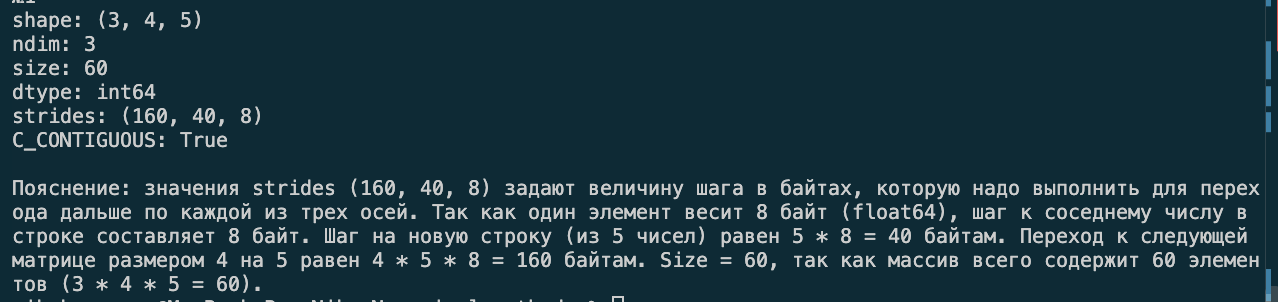 shape: (3, 4, 5)
ndim: 3
size: 60
dtype: int64
strides: (160, 40, 8)
C_CONTIGUOUS: True
Пояснение: значения strides (160, 40, 8) задают величину шага в байтах, которую надо выполнить для перех
ода дальше по каждой из трех осей. Так как один элемент весит 8 байт (float64), шаг к соседнему числу в
строке составляет 8 байт. Шаг на новую строку (из 5 чисел) равен 5 * 8 = 40 байтам. Переход к следующей
матрице размером 4 на 5 равен 4 * 5 * 8 = 160 байтам. Size = 60, так как массив всего содержит 60 элемен
тов (3 * 4 * 5 = 60).